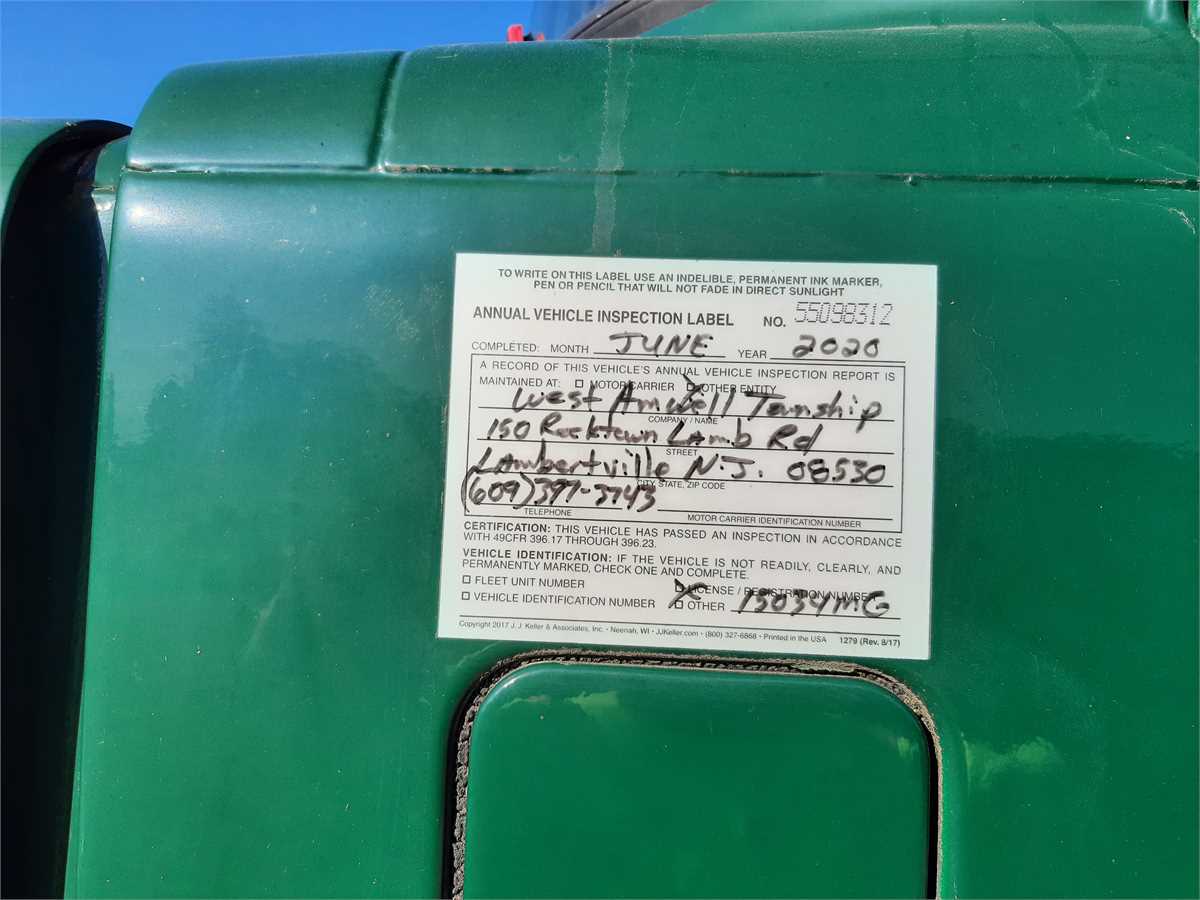 TO WRITE ON THIS LABEL USE AN INDELIBLE, PERMANENT INK MARKER,
PEN OR PENCIL THAT WILL NOT FADE IN DIRECT SUNLIGHT
ANNUAL VEHICLE INSPECTION LABEL NO. 55098312
COMPLETED: MONTH JUNE YEAR 2020
A RECORD OF THIS VEHICLE'S ANNUAL VEHICLE INSPECTION REPORT IS
MAINTAINED AT: ☐ MOTOR CARRIER ☒ OTHER ENTITY
West Amwell Township
COMPANY / NAME
150 Rocktown Lamb Rd
STREET
Lambertville N.J. 08530
CITY, STATE, ZIP CODE
(609)397-3743
TELEPHONE MOTOR CARRIER IDENTIFICATION NUMBER
CERTIFICATION: THIS VEHICLE HAS PASSED AN INSPECTION IN ACCORDANCE
WITH 49CFR 396.17 THROUGH 396.23.
VEHICLE IDENTIFICATION: IF THE VEHICLE IS NOT READILY, CLEARLY, AND
PERMANENTLY MARKED, CHECK ONE AND COMPLETE.
☐ FLEET UNIT NUMBER ☒ LICENSE / REGISTRATION NUMBER
☐ VEHICLE IDENTIFICATION NUMBER ☐ OTHER 15034MG
Copyright 2017 J. J. Keller & Associates, Inc. • Neenah, WI • JJKeller.com • (800) 327-6868 • Printed in the USA 1279 (Rev. 8/17)